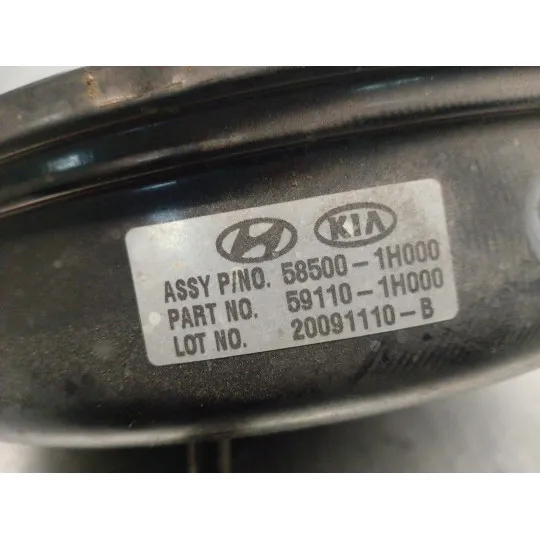 KIA
ASSY P/NO. 58500-1H000
PART NO. 59110-1H000
LOT NO. 20091110-B